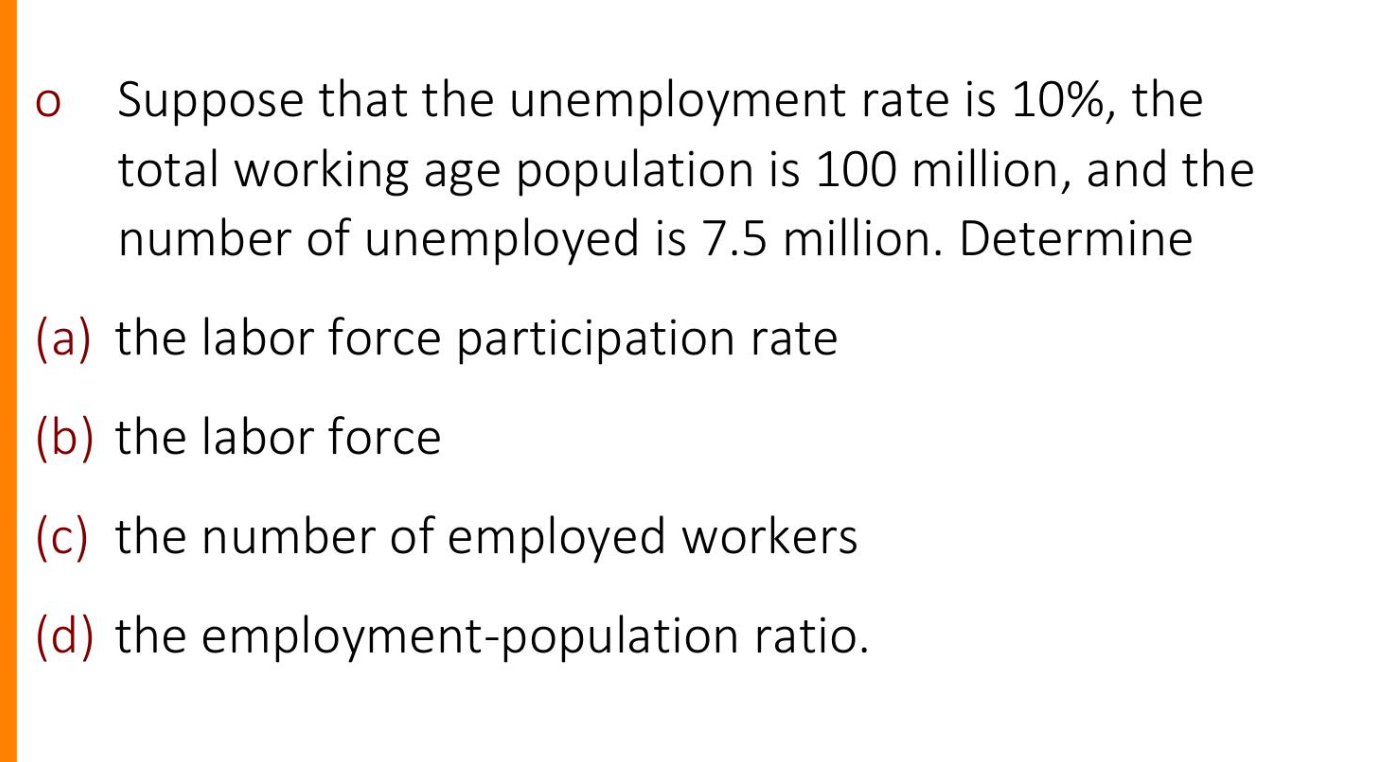 o Suppose that the unemployment rate is 10%, the
total working age population is 100 million, and the
number of unemployed is 7.5 million. Determine
(a) the labor force participation rate
(b) the labor force
(c) the number of employed workers
(d) the employment-population ratio.